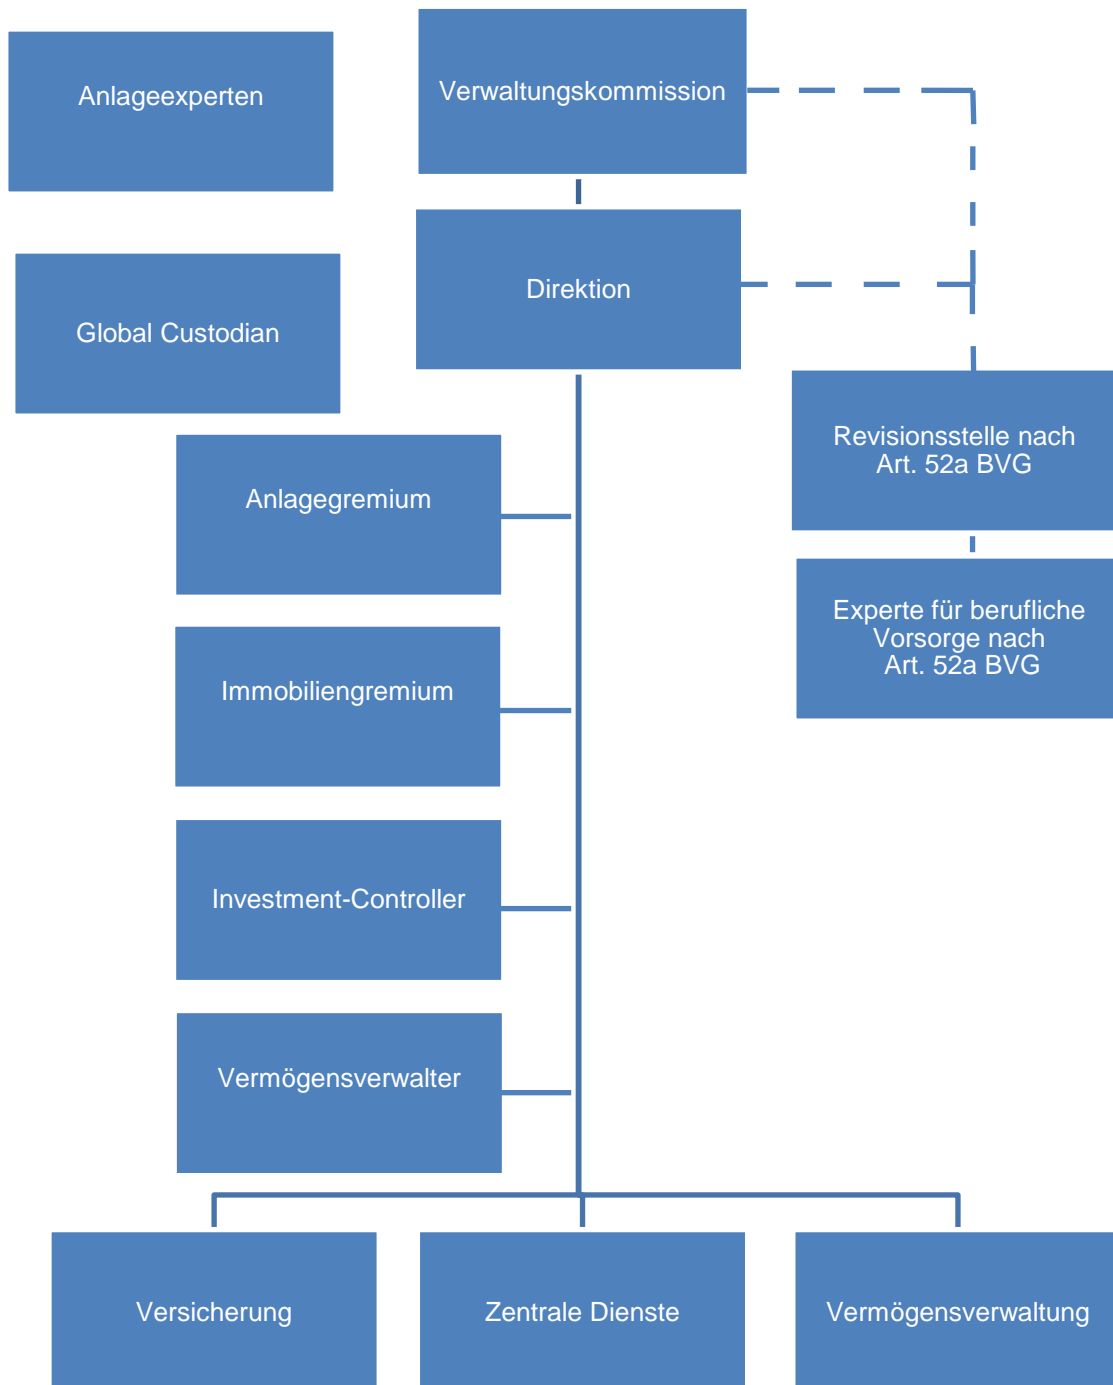 Anlageexperten
Verwaltungskommission
Direktion
Global Custodian
Revisionsstelle nach
Art. 52a BVG
Anlagegremium
Experte für berufliche
Vorsorge nach
Art. 52a BVG
Immobiliengremium
Investment-Controller
Vermögensverwalter
Versicherung
Zentrale Dienste
Vermögensverwaltung